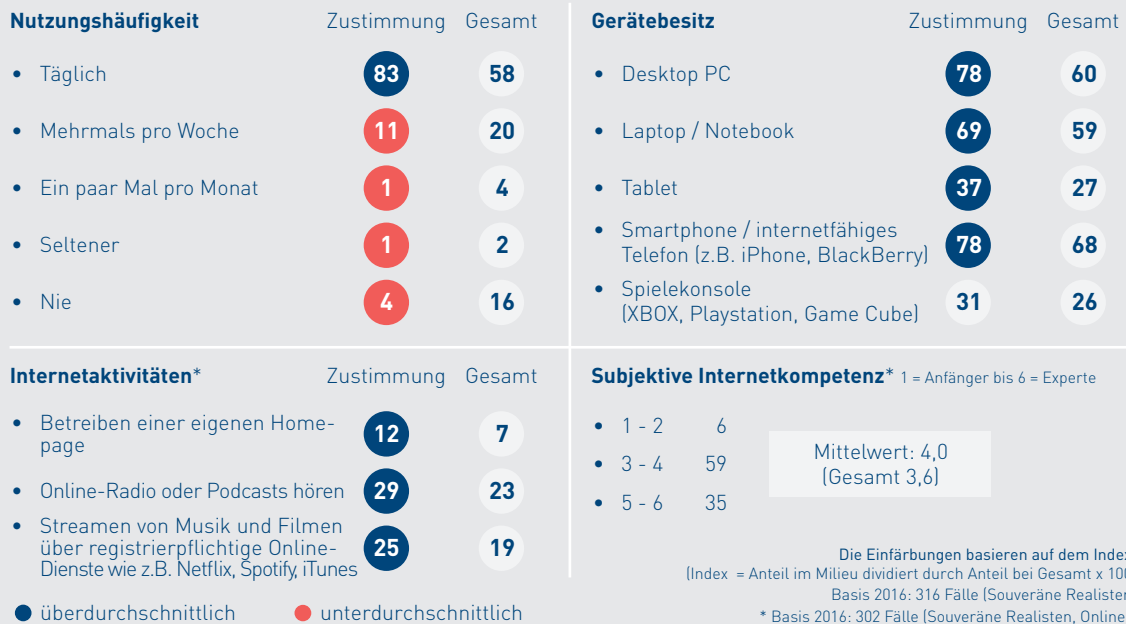 Nutzungshäufigkeit Zustimmung Gesamt
• Täglich 83 58
• Mehrmals pro Woche 11 20
• Ein paar Mal pro Monat 1 4
• Seltener 1 2
• Nie 4 16
Gerätebesitz Zustimmung Gesamt
• Desktop PC 78 60
• Laptop / Notebook 69 59
• Tablet 37 27
• Smartphone / internetfähiges
Telefon (z.B. iPhone, BlackBerry) 78 68
• Spielekonsole
(XBOX, Playstation, Game Cube) 31 26
Internetaktivitäten* Zustimmung Gesamt
• Betreiben einer eigenen Home-
page 12 7
• Online-Radio oder Podcasts hören 29 23
• Streamen von Musik und Filmen
über registrierpflichtige Online-
Dienste wie z.B. Netflix, Spotify, iTunes 25 19
überdurchschnittlich unterdurchschnittlich
Subjektive Internetkompetenz* 1 = Anfänger bis 6 = Experte
• 1 - 2 6
• 3 - 4 59
• 5 - 6 35
Mittelwert: 4,0
(Gesamt 3,6)
Die Einfärbungen basieren auf dem Index
(Index = Anteil im Milieu dividiert durch Anteil bei Gesamt x 100
Basis 2016: 316 Fälle (Souveräne Realisten
* Basis 2016: 302 Fälle (Souveräne Realisten, Online